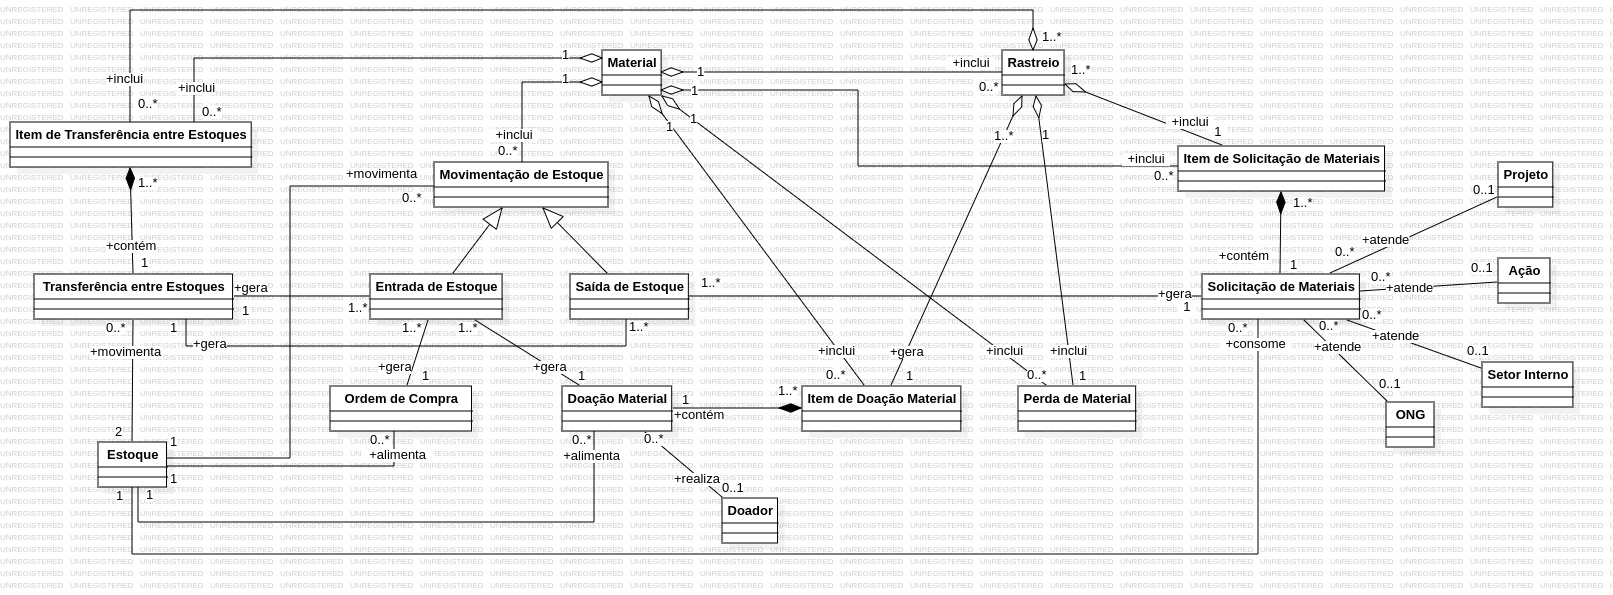 1..*
1
Material
Rastreio
+inclui
1
+inclui
1..*
1
+inclui
+inclui
0..*
1
0..*
0..*
1
+inclui
1
Item de Transferência entre Estoques
+inclui
1..*
1
1
0..*
+inclui
Item de Solicitação de Materiais
+movimenta
Movimentação de Estoque
0..*
Projeto
1..*
0..*
0..1
1..*
+contém
+atende
1
+contém
0..*
1
0..1
Ação
Transferência entre Estoques
+gera
Entrada de Estoque
Saída de Estoque
1..*
+gera
Solicitação de Materiais
0..*
+atende
1
1..*
1
0..*
0..*
1
1..*
1..*
1..*
0..*
0..*
+atende
+movimenta
+gera
+inclui
+gera
+inclui
+inclui
+consome
+atende
0..1
+gera
1
+gera
1
0..*
1
0..*
1
0..1
Setor Interno
Ordem de Compra
Doação Material
1
+contém
1..*
Item de Doação Material
Perda de Material
ONG
2
1
0..*
0..*
0..*
Estoque
+alimenta
+alimenta
1
+realiza
0..1
1
1
Doador
UNREGISTERED